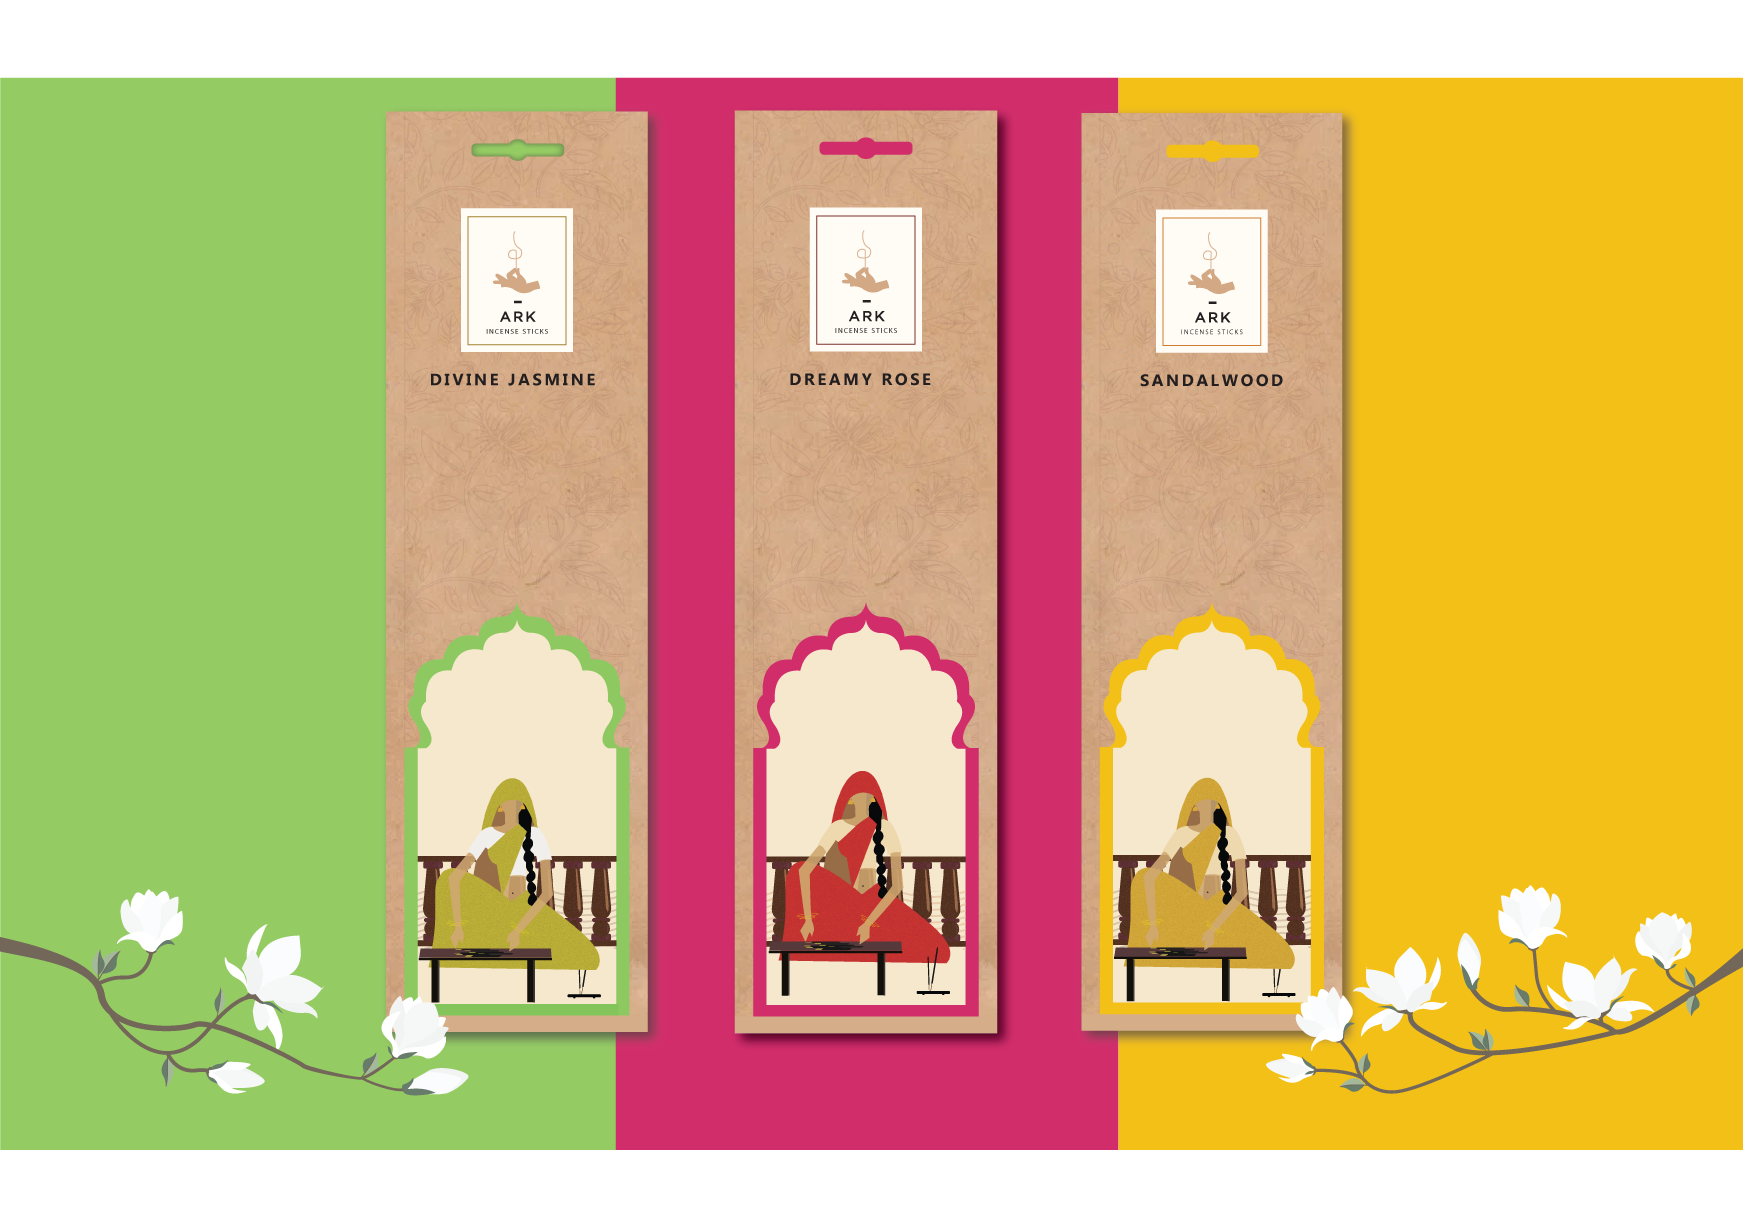 ARK
INCENSE STICKS
DIVINE JASMINE
ARK
INCENSE STICKS
DREAMY ROSE
ARK
INCENSE STICKS
SANDALWOOD